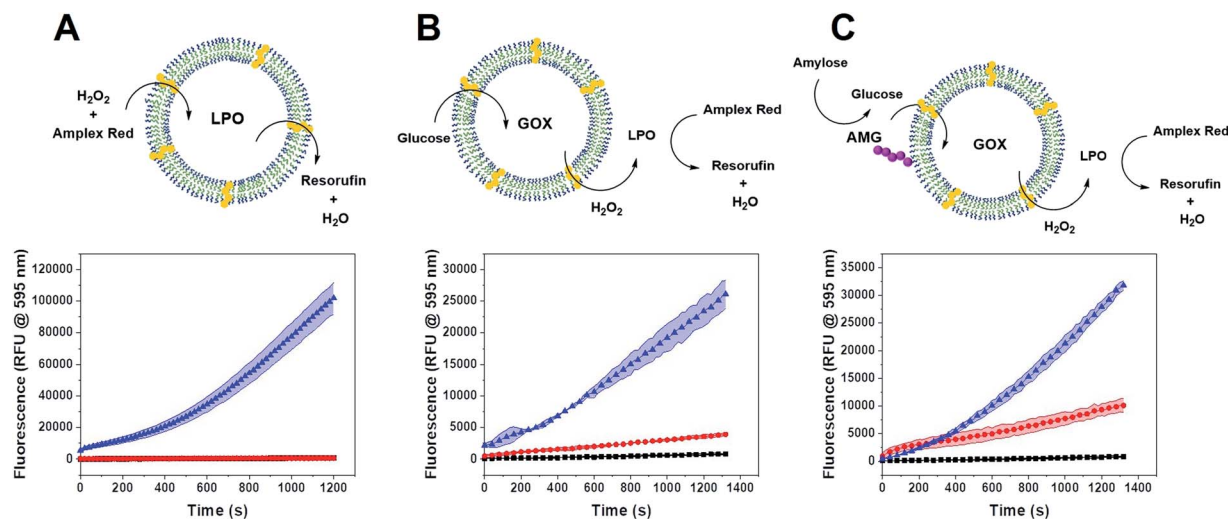 A
H2O2
+
Amplex Red
LPO
Resorufin
+
H2O
B
Glucose
GOX
H2O2
LPO
Amplex Red
Resorufin
+
H2O
C
Amylose
Glucose
AMG
GOX
H2O2
LPO
Amplex Red
Resorufin
+
H2O
Fluorescence (RFU @ 595 nm)
120000
100000
80000
60000
40000
20000
0
0 200 400 600 800 1000 1200
Time (s)
Fluorescence (RFU @ 595 nm)
30000
25000
20000
15000
10000
5000
0
0 200 400 600 800 1000 1200 1400
Time (s)
Fluorescence (RFU @ 595 nm)
35000
30000
25000
20000
15000
10000
5000
0
0 200 400 600 800 1000 1200 1400
Time (s)